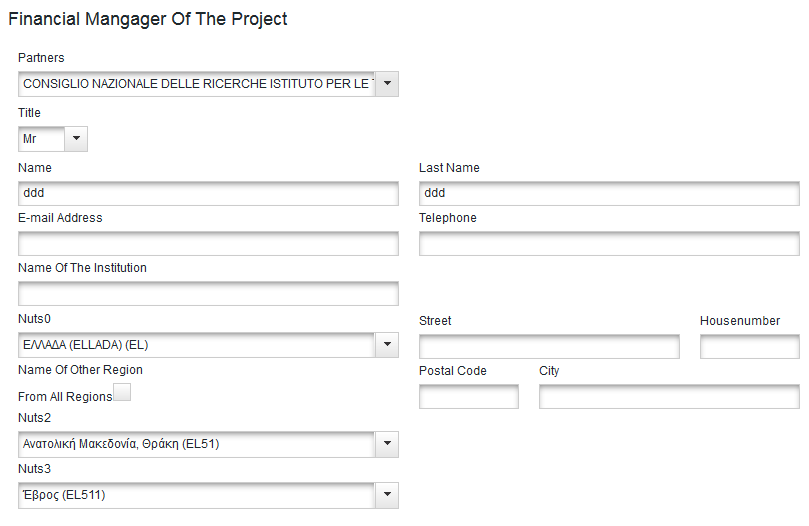 Financial Mangager Of The Project
Partners
CONSIGLIO NAZIONALE DELLE RICERCHE ISTITUTO PER LE
Title
Mr
Name
Last Name
ddd
ddd
E-mail Address
Telephone
Name Of The Institution
Nuts0
Street
Housenumber
ΕΛΛΑΔΑ (ELLADA) (EL)
Name Of Other Region
Postal Code
City
From All Regions
Nuts2
Ανατολική Μακεδονία, Θράκη (EL51)
Nuts3
Έβρος (EL511)